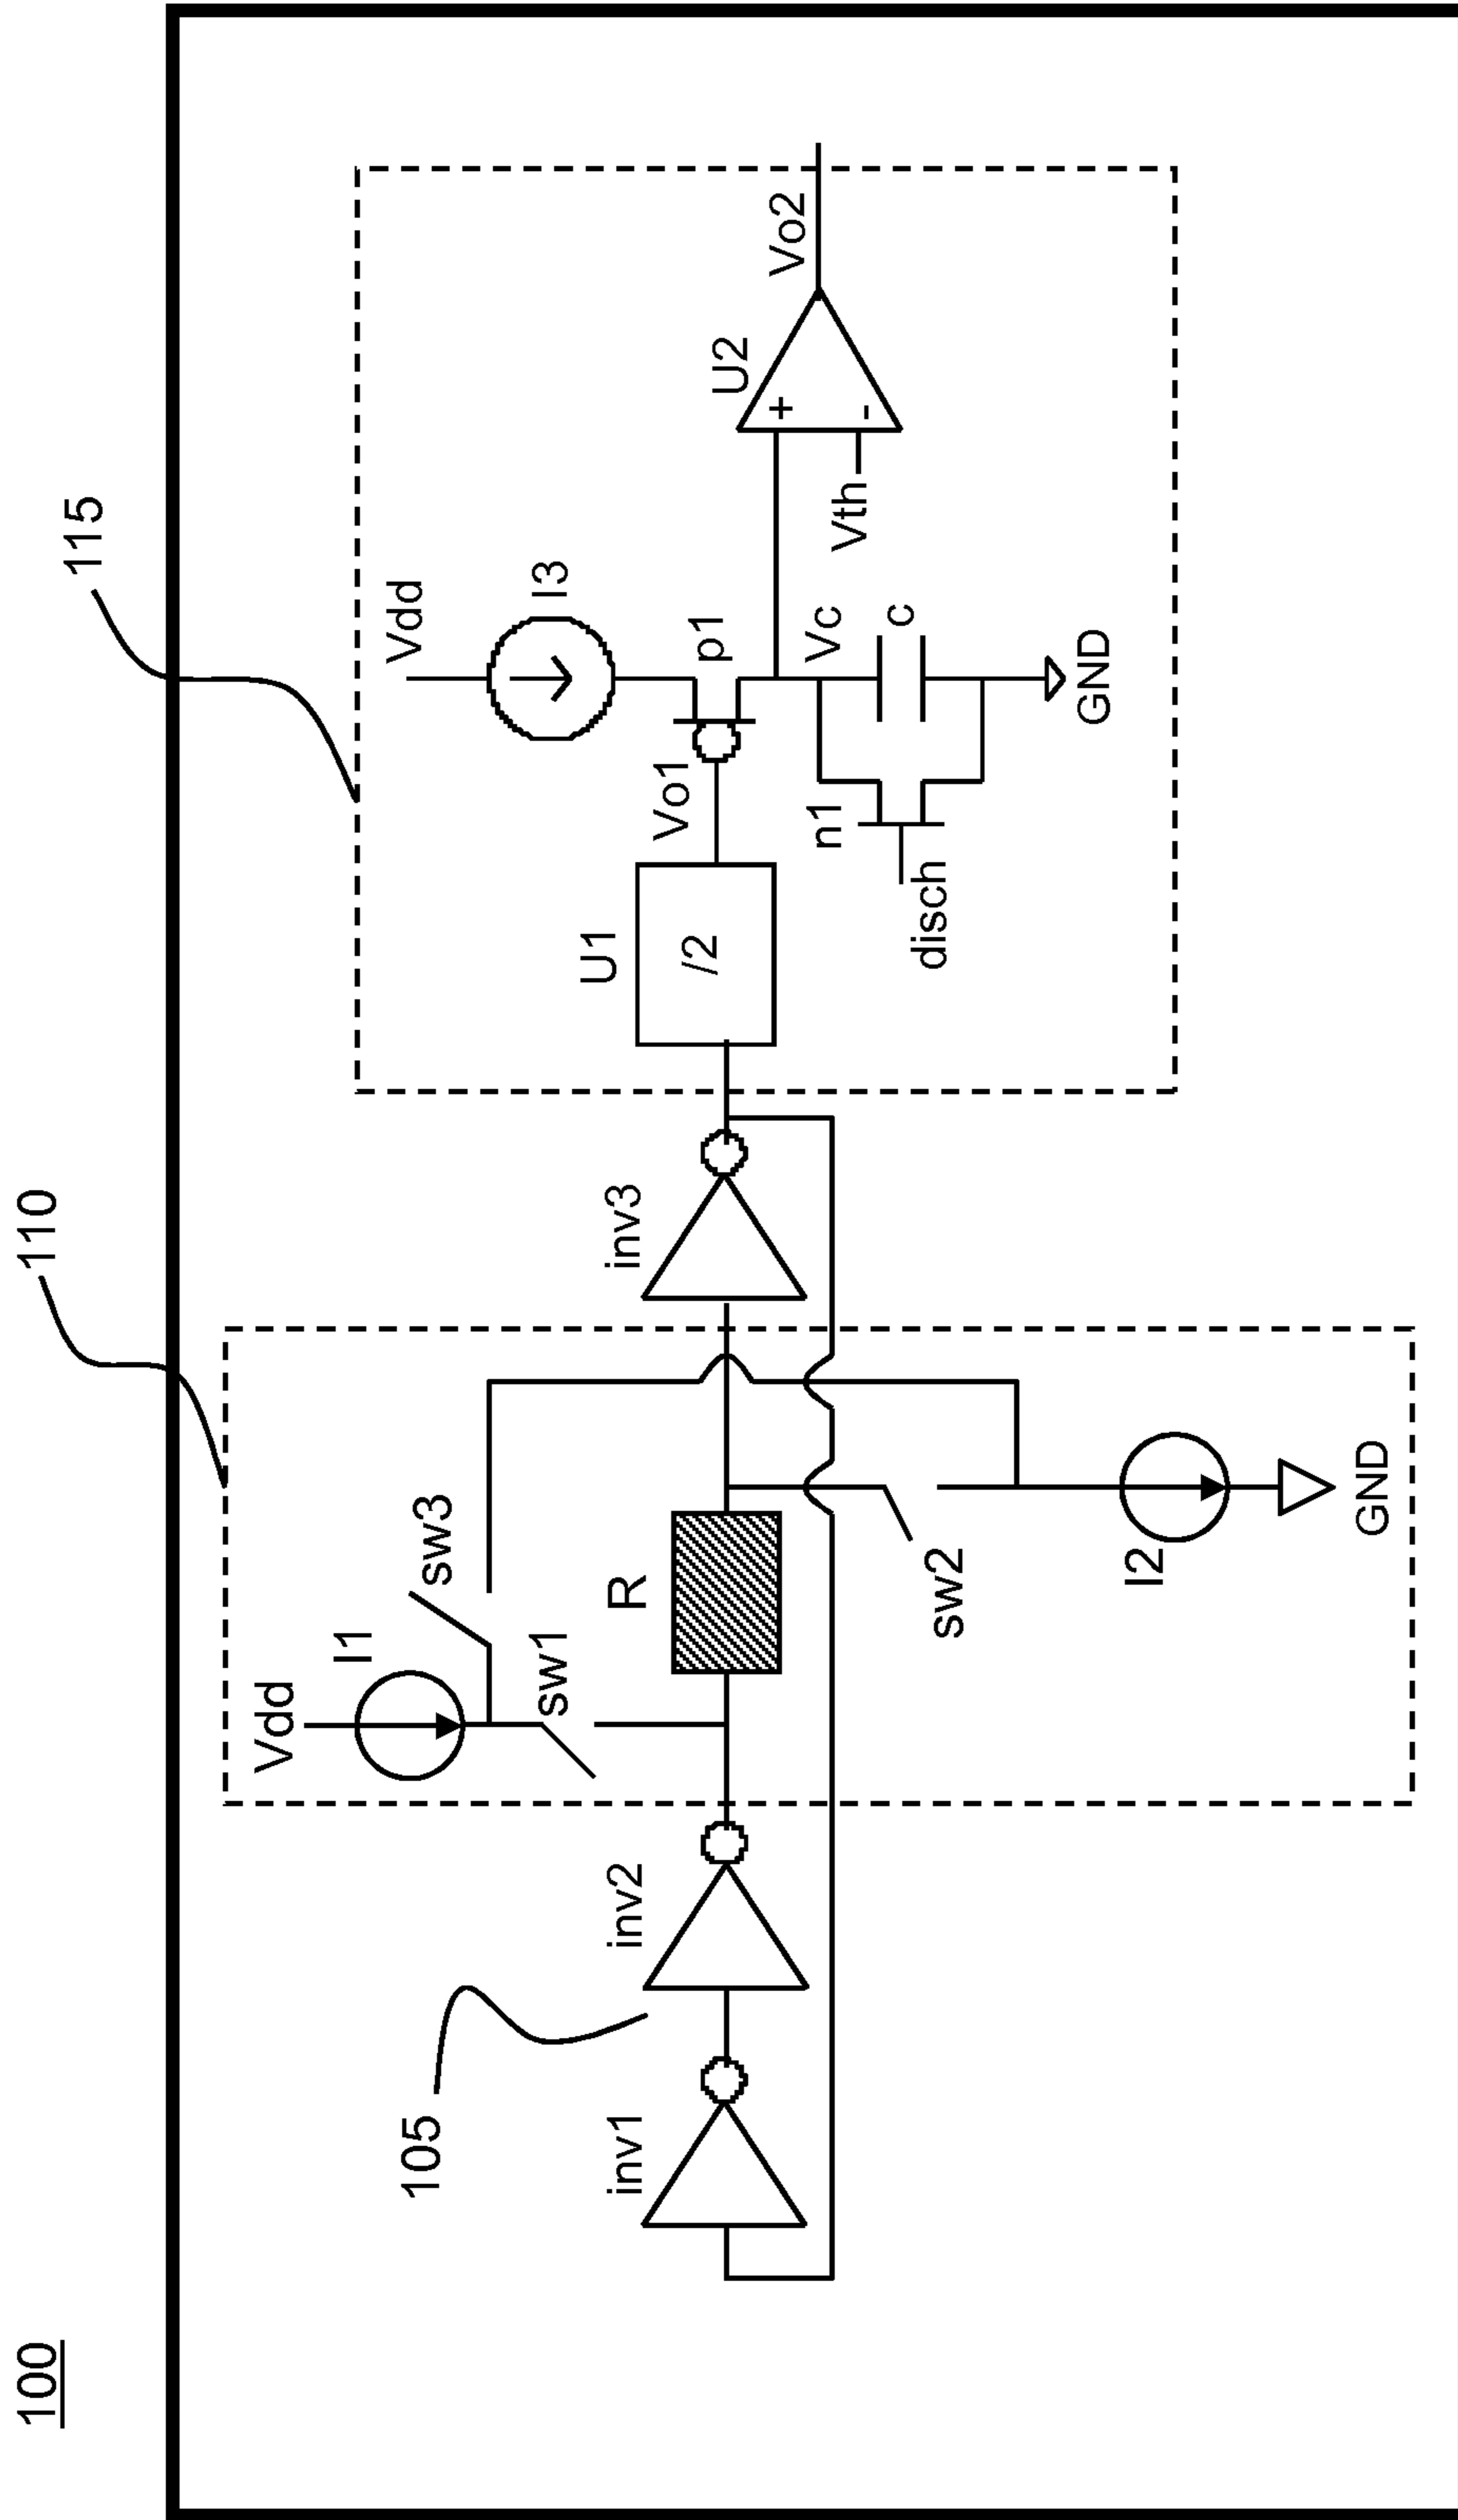 100
110
115
105
inv1
inv2
Vdd
I1
sw3
sw1
R
sw2
I2
GND
inv3
U1
/2
Vo1
Vdd
I3
p1
n1
disch
Vc
c
GND
U2
+
-
Vth
Vo2